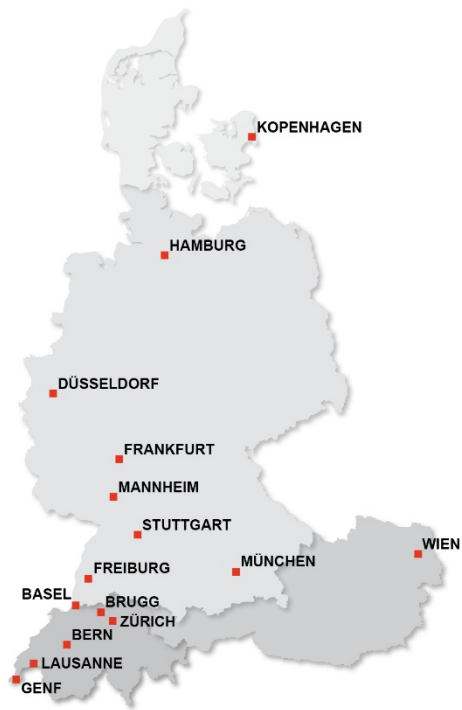 KOPENHAGEN
HAMBURG
DÜSSELDORF
FRANKFURT
MANNHEIM
STUTTGART
WIEN
MÜNCHEN
FREIBURG
BASEL
BRUGG
ZÜRICH
BERN
LAUSANNE
GENF